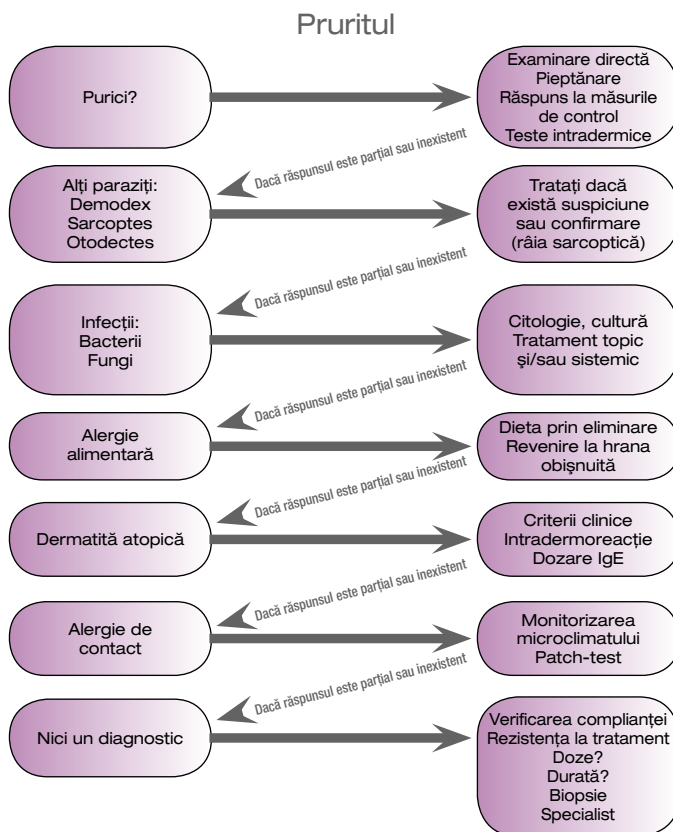 Pruritul
Purici?
Examinare directă
Pieptănare
Răspuns la măsurile
de control
Teste intradermice
Dacă răspunsul este parțial sau inexistent
Alți paraziți:
Demodex
Sarcoptes
Otodectes
Tratați dacă
există suspiciune
sau confirmare
(râia sarcoptică)
Dacă răspunsul este parțial sau inexistent
Infecții:
Bacterii
Fungi
Citologie, cultură
Tratament topic
şi/sau sistemic
Dacă răspunsul este parțial sau inexistent
Alergie
alimentară
Dieta prin eliminare
Revenire la hrana
obişnuită
Dacă răspunsul este parțial sau inexistent
Dermatită atopică
Criterii clinice
Intradermoreacție
Dozare IgE
Dacă răspunsul este parțial sau inexistent
Alergie de
contact
Monitorizarea
microclimatului
Patch-test
Dacă răspunsul este parțial sau inexistent
Nici un diagnostic
Verificarea complianței
Rezistența la tratament
Doze?
Durată?
Biopsie
Specialist